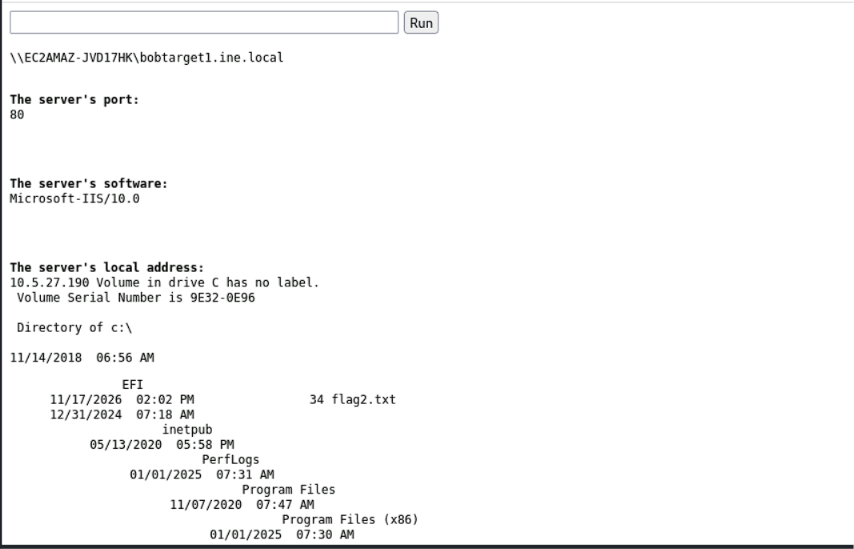 Run
\\EC2AMAZ-JVD17HK\bobtarget1.ine.local
The server's port:
80
The server's software:
Microsoft-IIS/10.0
The server's local address:
10.5.27.190 Volume in drive C has no label.
Volume Serial Number is 9E32-0E96
Directory of c:\
11/14/2018  06:56 AM
EFI
11/17/2026  02:02 PM                34 flag2.txt
12/31/2024  07:18 AM
inetpub
05/13/2020  05:58 PM
PerfLogs
01/01/2025  07:31 AM
Program Files
11/07/2020  07:47 AM
Program Files (x86)
01/01/2025  07:30 AM